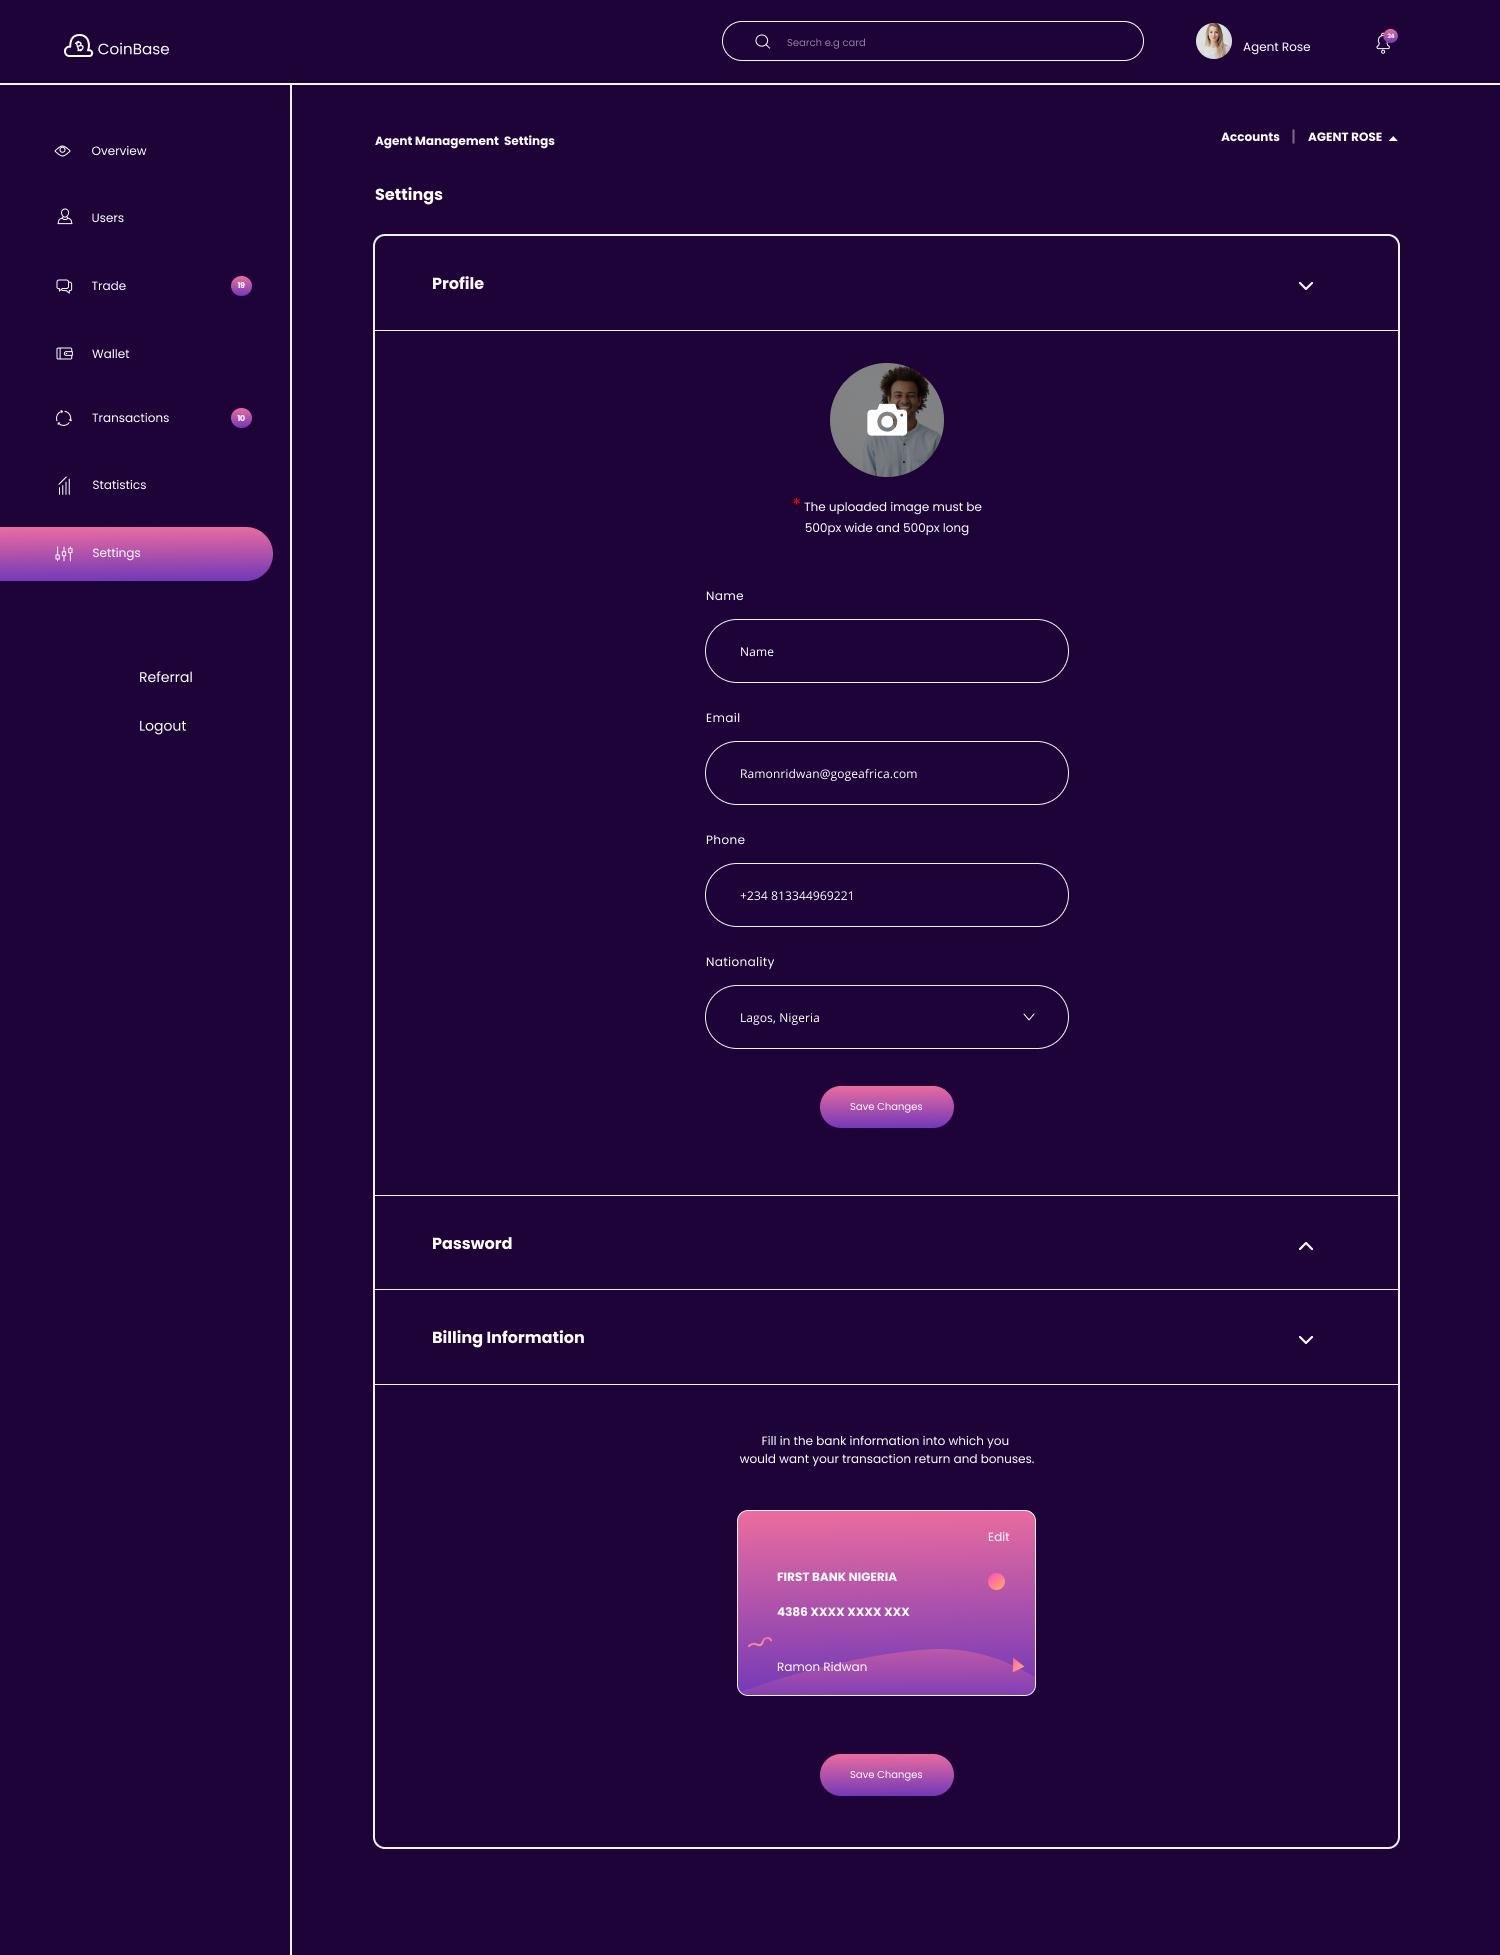 CoinBase
Search e.g card
Agent Rose
24
Overview
Users
Trade
19
Wallet
Transactions
10
Statistics
Settings
Referral
Logout
Agent Management Settings
Accounts | AGENT ROSE
Settings
Profile
* The uploaded image must be
500px wide and 500px long
Name
Name
Email
Ramonridwan@gogeafrica.com
Phone
+234 813344969221
Nationality
Lagos, Nigeria
Save Changes
Password
Billing Information
Fill in the bank information into which you
would want your transaction return and bonuses.
Edit
FIRST BANK NIGERIA
4386 XXXX XXXX XXX
Ramon Ridwan
Save Changes